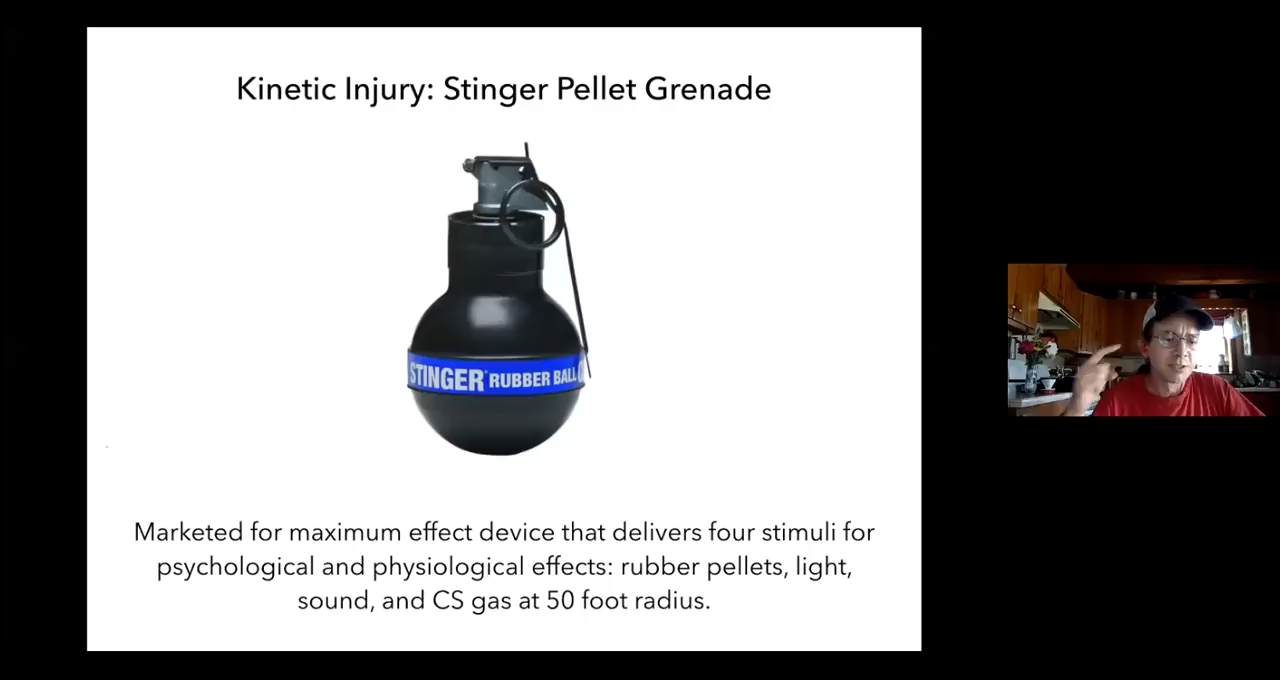 Kinetic Injury: Stinger Pellet Grenade
STINGER® RUBBER BALL
Marketed for maximum effect device that delivers four stimuli for
psychological and physiological effects: rubber pellets, light,
sound, and CS gas at 50 foot radius.